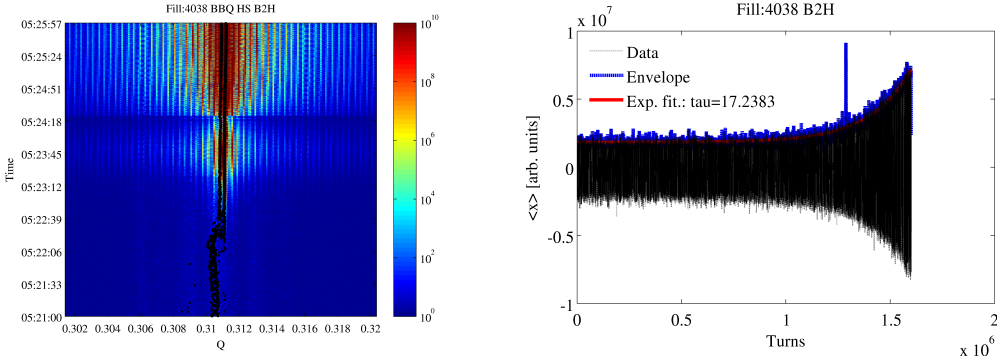 Fill:4038 BBQ HS B2H
Time
05:25:57
05:25:24
05:24:51
05:24:18
05:23:45
05:23:12
05:22:39
05:22:06
05:21:33
05:21:00
0.302 0.304 0.306 0.308 0.31 0.312 0.314 0.316 0.318 0.32
Q
10^10
10^8
10^6
10^4
10^2
10^0
Fill:4038 B2H
x 10^7
<x> [arb. units]
1
0.5
0
-0.5
-1
Data
Envelope
Exp. fit.: tau=17.2383
0 0.5 1 1.5 2
Turns
x 10^6